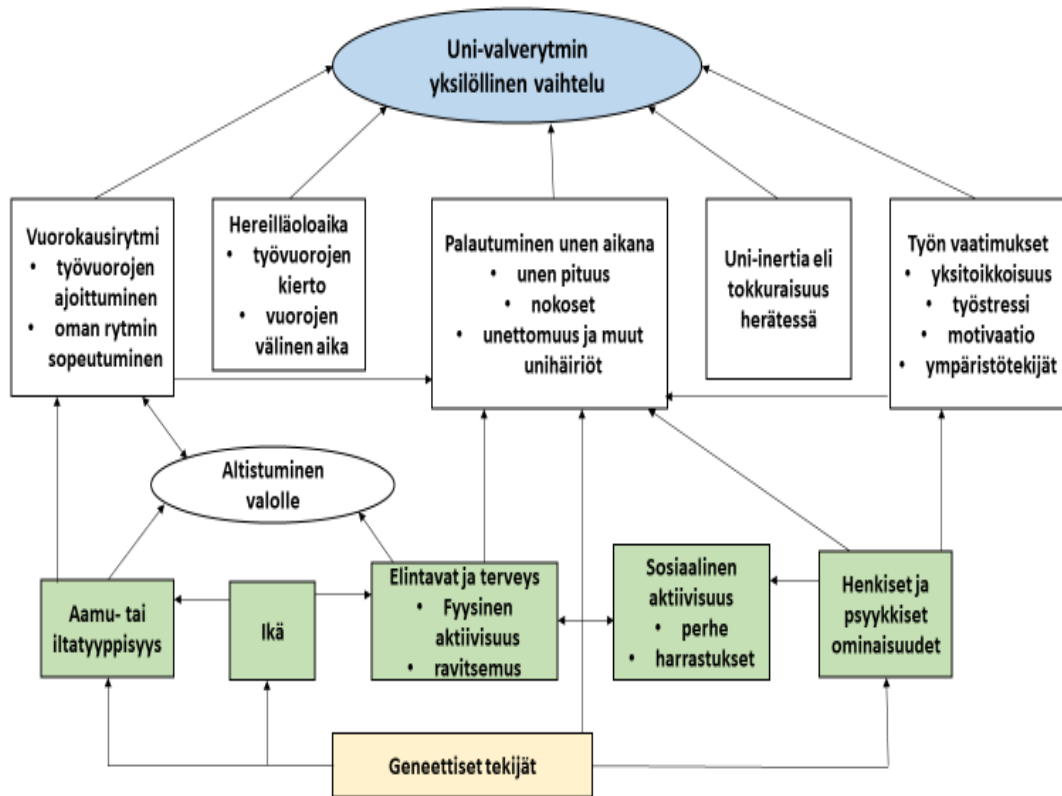 Uni-valverytmin
yksilöllinen vaihtelu
Vuorokausirytmi
• työvuorojen
ajoittuminen
• oman rytmin
sopeutuminen
Hereilläoloaika
• työvuorojen
kierto
• vuorojen
välinen aika
Palautuminen unen aikana
• unen pituus
• nokoset
• unettomuus ja muut
unihäiriöt
Uni-inertia eli
tokkuraisuus
herätessä
Työn vaatimukset
• yksitoikkoisuus
• työstressi
• motivaatio
• ympäristötekijät
Altistuminen
valolle
Aamu- tai
iltatyyppisyys
Ikä
Elintavat ja terveys
• Fyysinen
aktiivisuus
• ravitsemus
Sosiaalinen
aktiivisuus
• perhe
• harrastukset
Henkiset ja
psyykkiset
ominaisuudet
Geneettiset tekijät